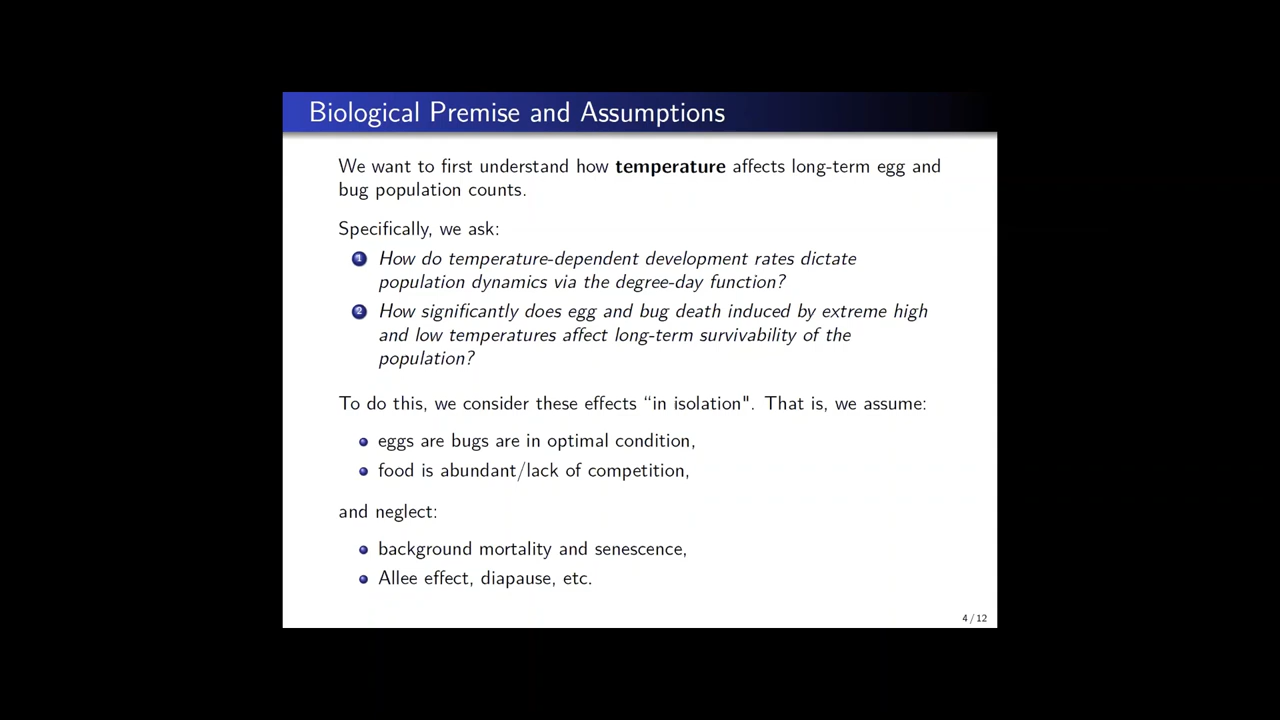 Biological Premise and Assumptions
We want to first understand how temperature affects long-term egg and
bug population counts.
Specifically, we ask:
1 How do temperature-dependent development rates dictate
population dynamics via the degree-day function?
2 How significantly does egg and bug death induced by extreme high
and low temperatures affect long-term survivability of the
population?
To do this, we consider these effects “in isolation". That is, we assume:
eggs are bugs are in optimal condition,
food is abundant/lack of competition,
and neglect:
background mortality and senescence,
Allee effect, diapause, etc.
4 / 12